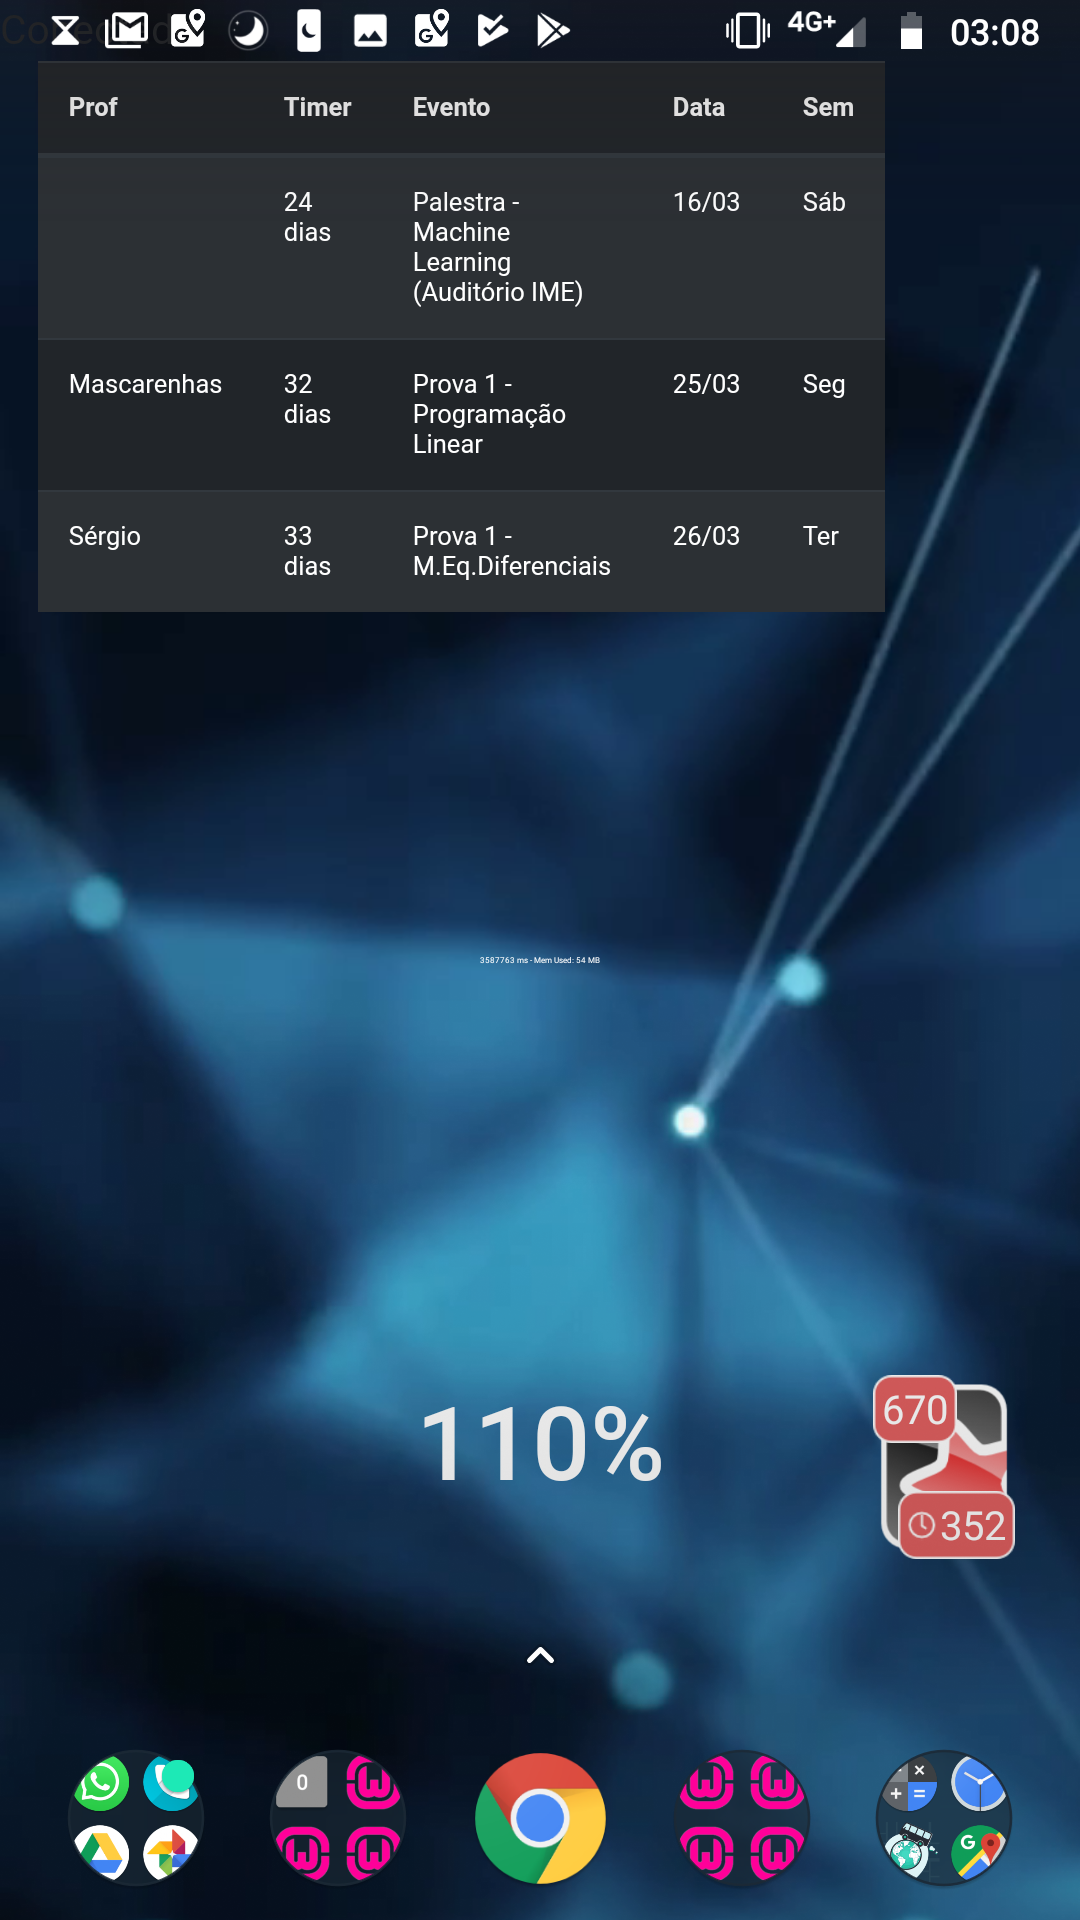 4G+ 03:08
Prof Timer Evento Data Sem
24 dias Palestra - Machine Learning (Auditório IME) 16/03 Sáb
Mascarenhas 32 dias Prova 1 - Programação Linear 25/03 Seg
Sérgio 33 dias Prova 1 - M.Eq.Diferenciais 26/03 Ter
3587763 ms - Mem Used: 54 MB
110%
670
352
0